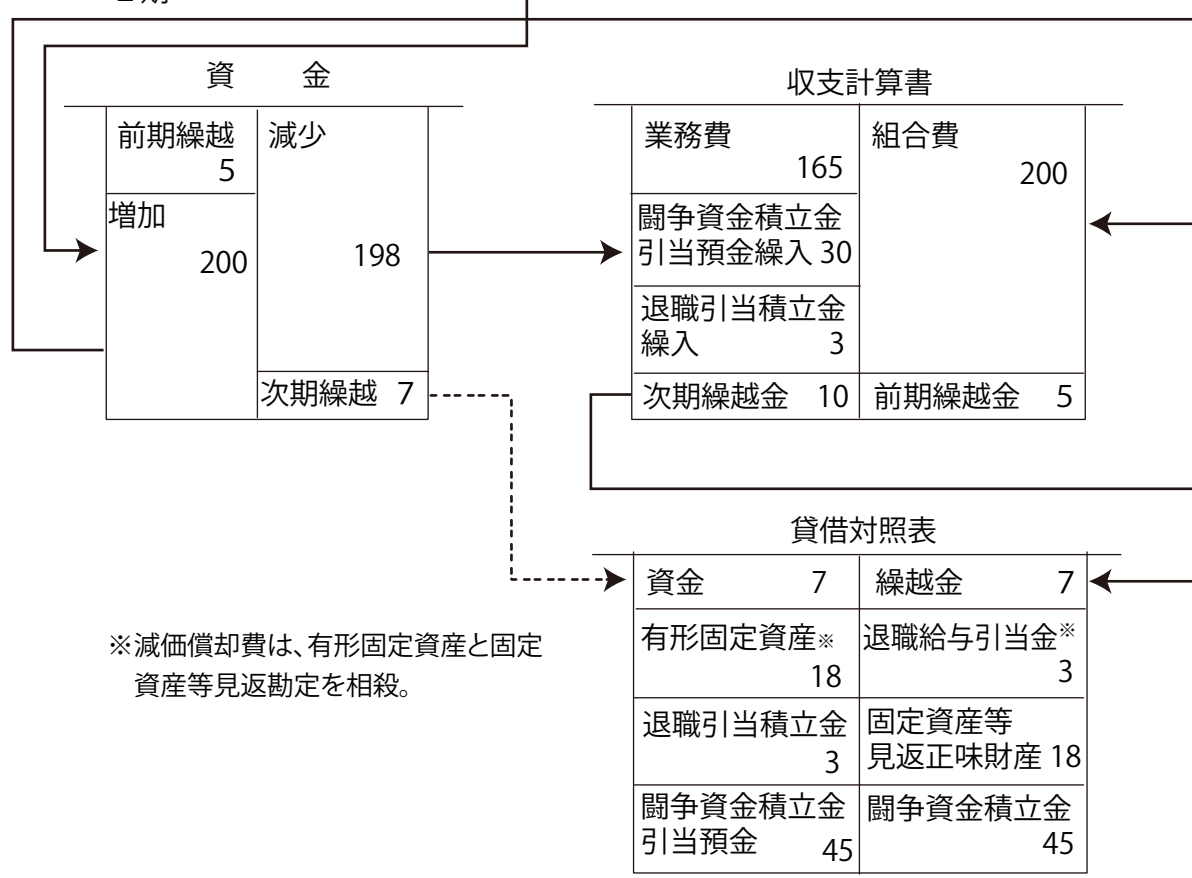 資　金
前期繰越
5
増加
200
減少
198
次期繰越 7
収支計算書
業務費
165
闘争資金積立金
引当預金繰入 30
退職引当積立金
繰入 3
次期繰越金 10
組合費
200
前期繰越金 5
貸借対照表
資金 7
有形固定資産※
18
退職引当積立金
3
闘争資金積立金
引当預金 45
繰越金 7
退職給与引当金※
3
固定資産等
見返正味財産 18
闘争資金積立金
45
※減価償却費は、有形固定資産と固定
資産等見返勘定を相殺。